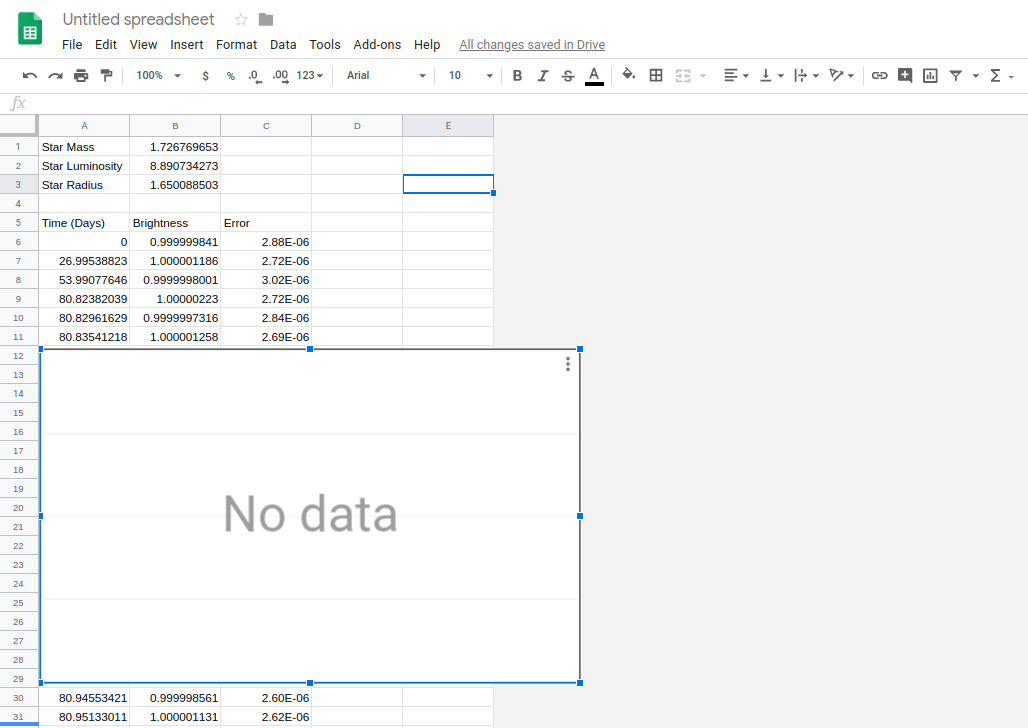 Untitled spreadsheet
File Edit View Insert Format Data Tools Add-ons Help All changes saved in Drive
100% $ % .0 .00 123 Arial 10 B I S A Σ
fx
A B C D E
1 Star Mass 1.726769653
2 Star Luminosity 8.890734273
3 Star Radius 1.650088503
4
5 Time (Days) Brightness Error
6 0 0.999999841 2.88E-06
7 26.99538823 1.000001186 2.72E-06
8 53.99077646 0.9999998001 3.02E-06
9 80.82382039 1.00000223 2.72E-06
10 80.82961629 0.9999997316 2.84E-06
11 80.83541218 1.000001258 2.69E-06
12
13
14
15
16
17
18
19
20 No data
21
22
23
24
25
26
27
28
29
30 80.94553421 0.999998561 2.60E-06
31 80.95133011 1.000001131 2.62E-06